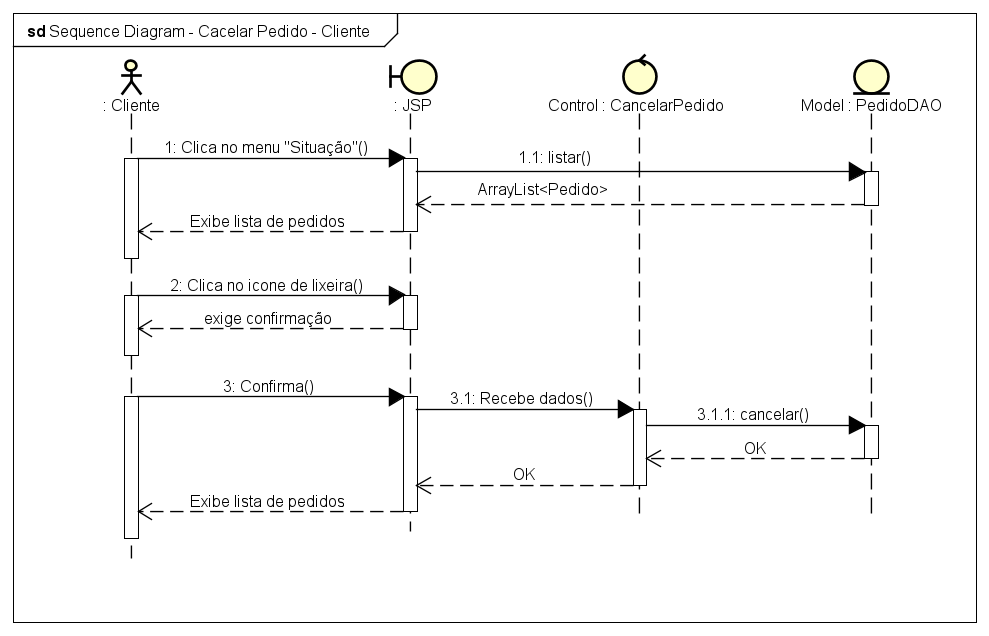 sd Sequence Diagram - Cacelar Pedido - Cliente
: Cliente
: JSP
Control : CancelarPedido
Model : PedidoDAO
1: Clica no menu "Situação"()
1.1: listar()
ArrayList<Pedido>
Exibe lista de pedidos
2: Clica no icone de lixeira()
exige confirmação
3: Confirma()
3.1: Recebe dados()
3.1.1: cancelar()
OK
OK
Exibe lista de pedidos